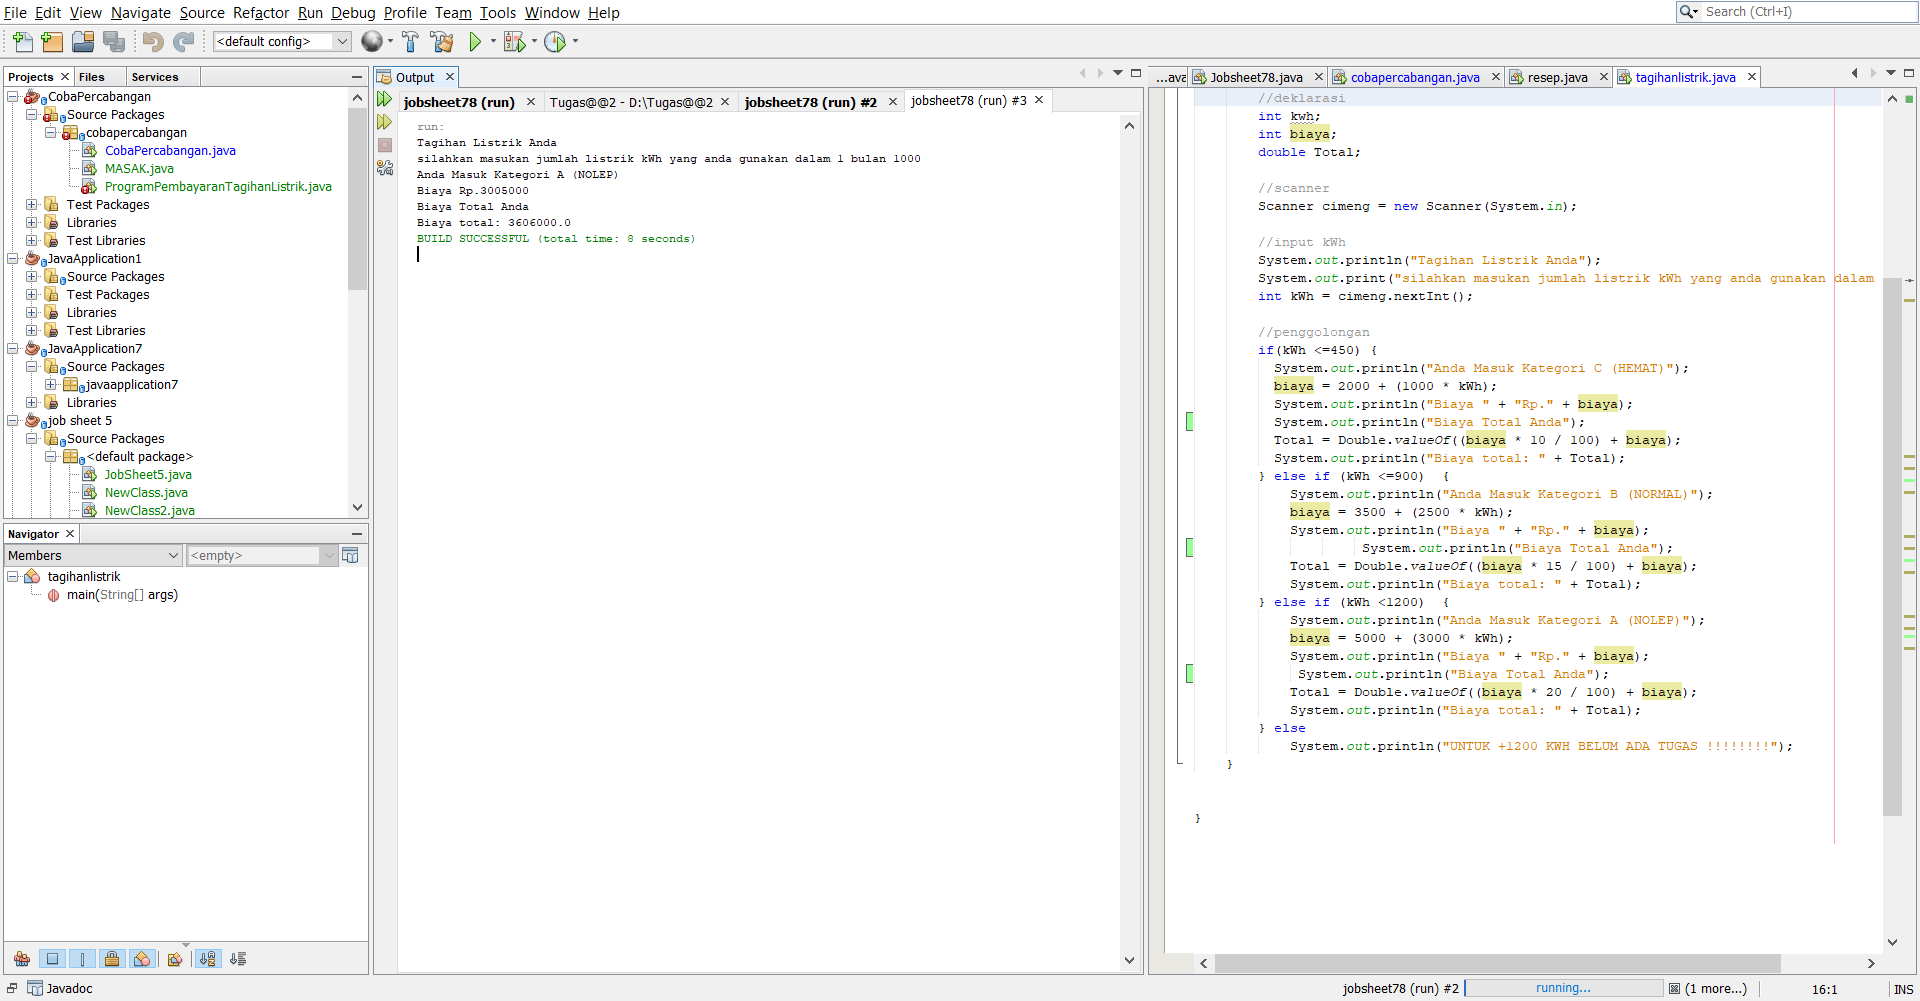 File Edit View Navigate Source Refactor Run Debug Profile Team Tools Window Help
Search (Ctrl+I)
<default config>
Projects Files Services
CobaPercabangan
Source Packages
cobapercabangan
CobaPercabangan.java
MASAK.java
ProgramPembayaranTagihanListrik.java
Test Packages
Libraries
Test Libraries
JavaApplication1
Source Packages
Test Packages
Libraries
Test Libraries
JavaApplication7
Source Packages
javaapplication7
Libraries
job sheet 5
Source Packages
<default package>
JobSheet5.java
NewClass.java
NewClass2.java
Navigator
Members <empty>
tagihanlistrik
main(String[] args)
Output
jobsheet78 (run) Tugas@@2 - D:\Tugas@@2 jobsheet78 (run) #2 jobsheet78 (run) #3
run:
Tagihan Listrik Anda
silahkan masukan jumlah listrik kWh yang anda gunakan dalam 1 bulan 1000
Anda Masuk Kategori A (NOLEP)
Biaya Rp.3005000
Biaya Total Anda
Biaya total: 3606000.0
BUILD SUCCESSFUL (total time: 8 seconds)
...ava Jobsheet78.java cobapercabangan.java resep.java tagihanlistrik.java
//deklarasi
int kwh;
int biaya;
double Total;
//scanner
Scanner cimeng = new Scanner(System.in);
//input kWh
System.out.println("Tagihan Listrik Anda");
System.out.print("silahkan masukan jumlah listrik kWh yang anda gunakan dalam
int kWh = cimeng.nextInt();
//penggolongan
if(kWh <=450) {
System.out.println("Anda Masuk Kategori C (HEMAT)");
biaya = 2000 + (1000 * kWh);
System.out.println("Biaya " + "Rp." + biaya);
System.out.println("Biaya Total Anda");
Total = Double.valueOf((biaya * 10 / 100) + biaya);
System.out.println("Biaya total: " + Total);
} else if (kWh <=900)  {
System.out.println("Anda Masuk Kategori B (NORMAL)");
biaya = 3500 + (2500 * kWh);
System.out.println("Biaya " + "Rp." + biaya);
System.out.println("Biaya Total Anda");
Total = Double.valueOf((biaya * 15 / 100) + biaya);
System.out.println("Biaya total: " + Total);
} else if (kWh <1200)  {
System.out.println("Anda Masuk Kategori A (NOLEP)");
biaya = 5000 + (3000 * kWh);
System.out.println("Biaya " + "Rp." + biaya);
System.out.println("Biaya Total Anda");
Total = Double.valueOf((biaya * 20 / 100) + biaya);
System.out.println("Biaya total: " + Total);
} else
System.out.println("UNTUK +1200 KWH BELUM ADA TUGAS !!!!!!!!");
}
}
Javadoc
jobsheet78 (run) #2 running... (1 more...) 16:1 INS